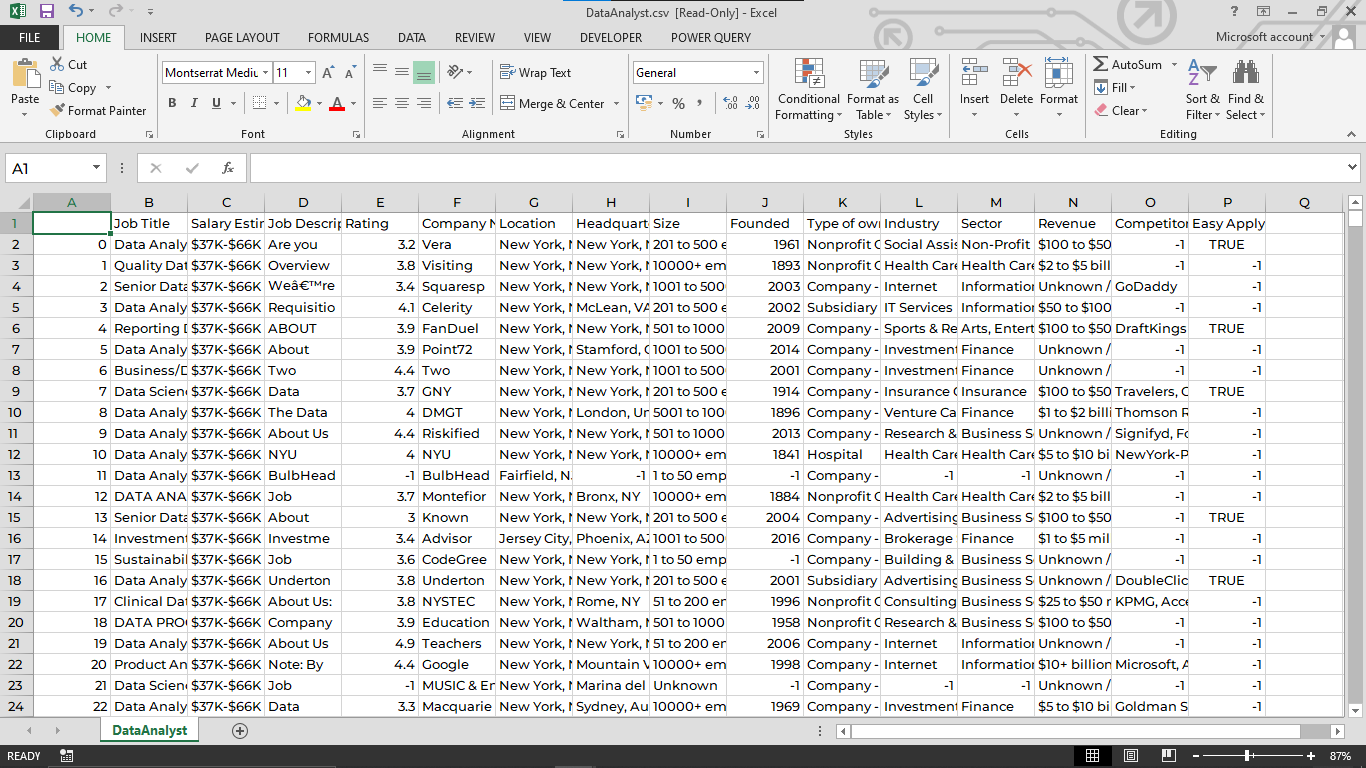 DataAnalyst.csv [Read-Only] - Excel
FILE HOME INSERT PAGE LAYOUT FORMULAS DATA REVIEW VIEW DEVELOPER POWER QUERY Microsoft account
Paste Cut Copy Format Painter Clipboard
Montserrat Mediu 11 Font
Wrap Text Merge & Center Alignment
General Number
Conditional Formatting Format as Table Cell Styles Styles
Insert Delete Format Cells
AutoSum Fill Clear Sort & Filter Find & Select Editing
A1
A B C D E F G H I J K L M N O P Q
1 Job Title Salary Estir Job Descrip Rating Company N Location Headquart Size Founded Type of own Industry Sector Revenue Competitor Easy Apply
2 0 Data Analy $37K-$66K Are you 3.2 Vera New York, N New York, N 201 to 500 e 1961 Nonprofit O Social Assis Non-Profit $100 to $50 -1 TRUE
3 1 Quality Dat $37K-$66K Overview 3.8 Visiting New York, N New York, N 10000+ em 1893 Nonprofit O Health Care Health Care $2 to $5 bill -1 -1
4 2 Senior Data $37K-$66K Weâ€™re 3.4 Squaresp New York, N New York, N 1001 to 500 2003 Company - Internet Information Unknown / GoDaddy -1
5 3 Data Analy $37K-$66K Requisitio 4.1 Celerity New York, N McLean, VA 201 to 500 e 2002 Subsidiary IT Services Information $50 to $100 -1 -1
6 4 Reporting D $37K-$66K ABOUT 3.9 FanDuel New York, N New York, N 501 to 1000 2009 Company - Sports & Re Arts, Entert $100 to $50 DraftKings TRUE
7 5 Data Analy $37K-$66K About 3.9 Point72 New York, N Stamford, C 1001 to 500 2014 Company - Investment Finance Unknown / -1 -1
8 6 Business/D $37K-$66K Two 4.4 Two New York, N New York, N 1001 to 500 2001 Company - Investment Finance Unknown / -1 -1
9 7 Data Scien $37K-$66K Data 3.7 GNY New York, N New York, N 201 to 500 e 1914 Company - Insurance C Insurance $100 to $50 Travelers, C TRUE
10 8 Data Analy $37K-$66K The Data 4 DMGT New York, N London, Un 5001 to 100 1896 Company - Venture Ca Finance $1 to $2 billi Thomson R -1
11 9 Data Analy $37K-$66K About Us 4.4 Riskified New York, N New York, N 501 to 1000 2013 Company - Research & Business S Unknown / Signifyd, Fo -1
12 10 Data Analy $37K-$66K NYU 4 NYU New York, N New York, N 10000+ em 1841 Hospital Health Care Health Care $5 to $10 bi NewYork-P -1
13 11 Data Analy $37K-$66K BulbHead -1 BulbHead Fairfield, N -1 1 to 50 emp -1 Company - -1 -1 Unknown / -1 -1
14 12 DATA ANA $37K-$66K Job 3.7 Montefior New York, N Bronx, NY 10000+ em 1884 Nonprofit O Health Care Health Care $2 to $5 bill -1 -1
15 13 Senior Data $37K-$66K About 3 Known New York, N New York, N 201 to 500 e 2004 Company - Advertising Business S $100 to $50 -1 TRUE
16 14 Investment $37K-$66K Investme 3.4 Advisor Jersey City, Phoenix, AZ 1001 to 500 2016 Company - Brokerage Finance $1 to $5 mil -1 -1
17 15 Sustainabil $37K-$66K Job 3.6 CodeGree New York, N New York, N 1 to 50 emp -1 Company - Building & Business S Unknown / -1 -1
18 16 Data Analy $37K-$66K Underton 3.8 Underton New York, N New York, N 201 to 500 e 2001 Subsidiary Advertising Business S Unknown / DoubleClic TRUE
19 17 Clinical Dat $37K-$66K About Us: 3.8 NYSTEC New York, N Rome, NY 51 to 200 en 1996 Nonprofit O Consulting Business S $25 to $50 r KPMG, Acce -1
20 18 DATA PRO $37K-$66K Company 3.9 Education New York, N Waltham, 501 to 1000 1958 Nonprofit O Research & Business S $100 to $50 -1 -1
21 19 Data Analy $37K-$66K About Us 4.9 Teachers New York, N New York, N 51 to 200 en 2006 Company - Internet Information Unknown / -1 -1
22 20 Product An $37K-$66K Note: By 4.4 Google New York, N Mountain V 10000+ em 1998 Company - Internet Information $10+ billion Microsoft, A -1
23 21 Data Scien $37K-$66K Job -1 MUSIC & En New York, N Marina del Unknown -1 Company - -1 -1 Unknown / -1 -1
24 22 Data Analy $37K-$66K Data 3.3 Macquarie New York, N Sydney, Au 10000+ em 1969 Company - Investment Finance $5 to $10 bi Goldman S -1
DataAnalyst
READY 87%